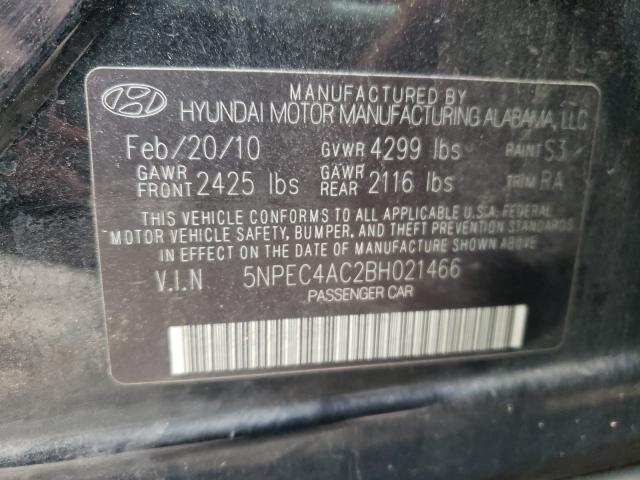 MANUFACTURED BY
HYUNDAI MOTOR MANUFACTURING ALABAMA, LLC
Feb/20/10 GVWR 4299 lbs PAINT S3
GAWR FRONT 2425 lbs GAWR REAR 2116 lbs TRIM RA
THIS VEHICLE CONFORMS TO ALL APPLICABLE U.S.A. FEDERAL
MOTOR VEHICLE SAFETY, BUMPER, AND THEFT PREVENTION STANDARDS
IN EFFECT ON THE DATE OF MANUFACTURE SHOWN ABOVE.
V.I.N 5NPEC4AC2BH021466
PASSENGER CAR